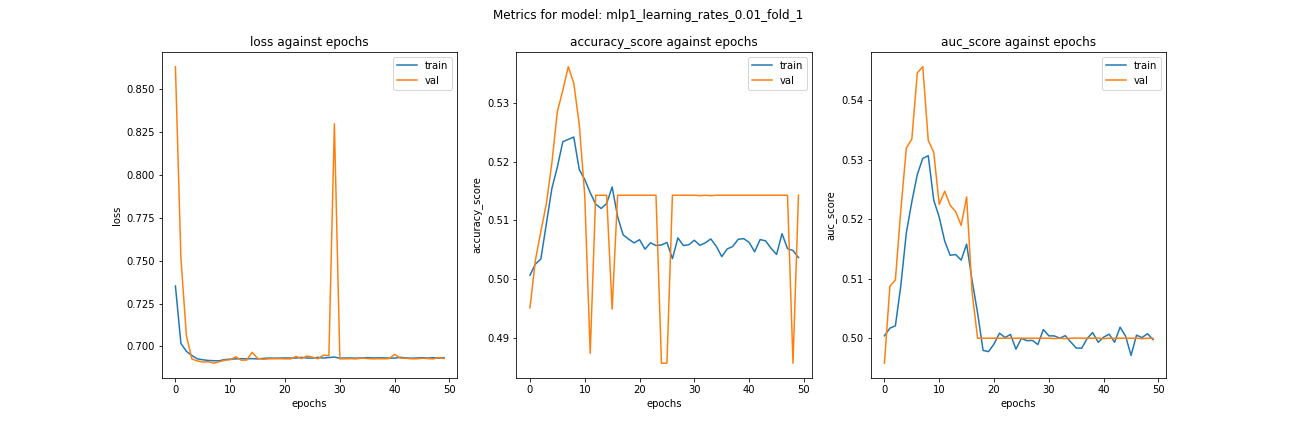 Metrics for model: mlp1_learning_rates_0.01_fold_1
loss against epochs
train
val
0.850
0.825
0.800
0.775
0.750
0.725
0.700
loss
0
10
20
30
40
50
epochs
accuracy_score against epochs
train
val
0.53
0.52
0.51
0.50
0.49
accuracy_score
0
10
20
30
40
50
epochs
auc_score against epochs
train
val
0.54
0.53
0.52
0.51
0.50
auc_score
0
10
20
30
40
50
epochs